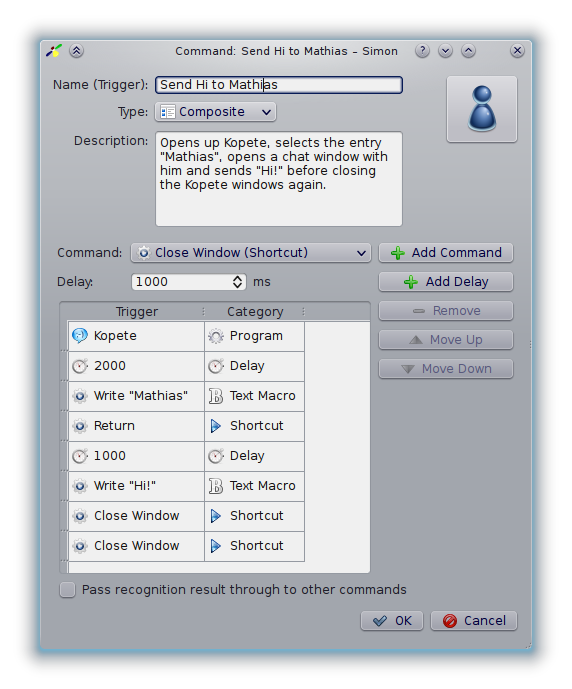 Command: Send Hi to Mathias – Simon
Name (Trigger): Send Hi to Mathias
Type: Composite
Description: Opens up Kopete, selects the entry
"Mathias", opens a chat window with
him and sends "Hi!" before closing
the Kopete windows again.
Command: Close Window (Shortcut) Add Command
Delay: 1000 ms Add Delay
Trigger Category Remove
Kopete Program Move Up
2000 Delay Move Down
Write "Mathias" Text Macro
Return Shortcut
1000 Delay
Write "Hi!" Text Macro
Close Window Shortcut
Close Window Shortcut
Pass recognition result through to other commands
OK Cancel